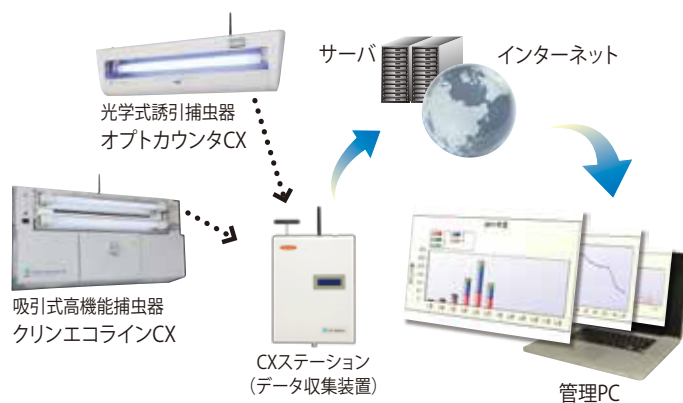 サーバ
インターネット
光学式誘引捕虫器
オプトカウンタCX
吸引式高機能捕虫器
クリンエコラインCX
CXステーション
(データ収集装置)
管理PC